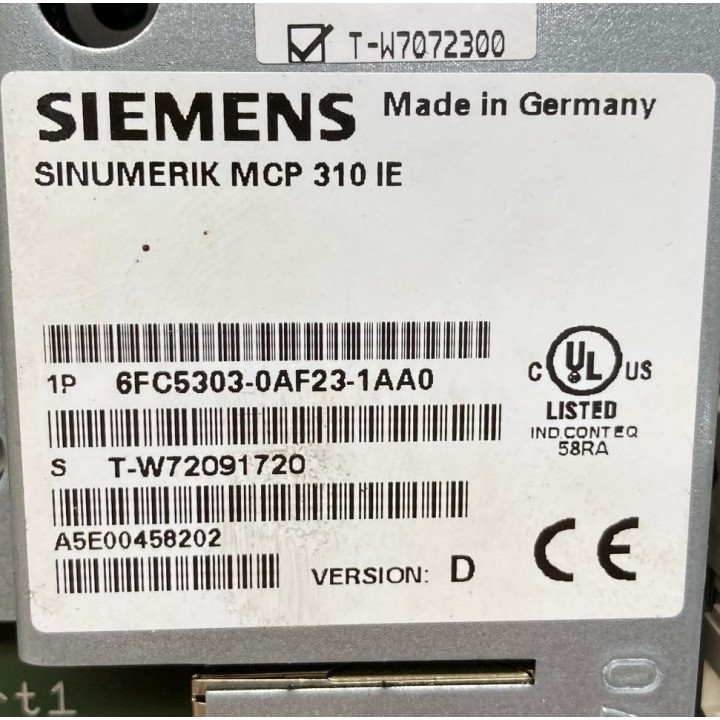 T-W7072300
SIEMENS Made in Germany
SINUMERIK MCP 310 IE
1P 6FC5303-0AF23-1AA0
C UL US
LISTED
IND.CONT.EQ
58RA
S T-W72091720
A5E00458202
VERSION: D
CE
rt1